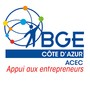 BGE
CÔTE D'AZUR
ACEC
Appui aux entrepreneurs